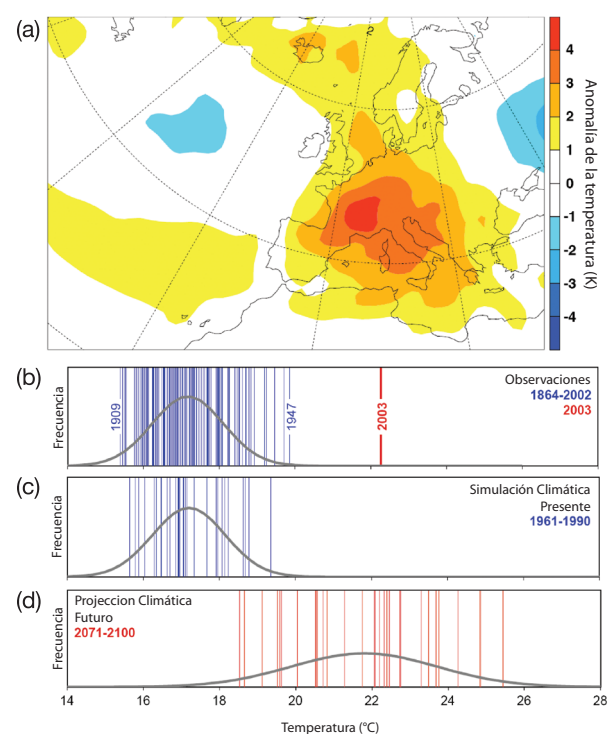 (a)
2
4
3
2
1
0
-1
-2
-3
-4
Anomalía de la temperatura (K)
(b)
Frecuencia
1909
1947
2003
Observaciones
1864-2002
2003
(c)
Frecuencia
Simulación Climática
Presente
1961-1990
(d)
Frecuencia
Projeccion Climática
Futuro
2071-2100
14 16 18 20 22 24 26 28
Temperatura (°C)